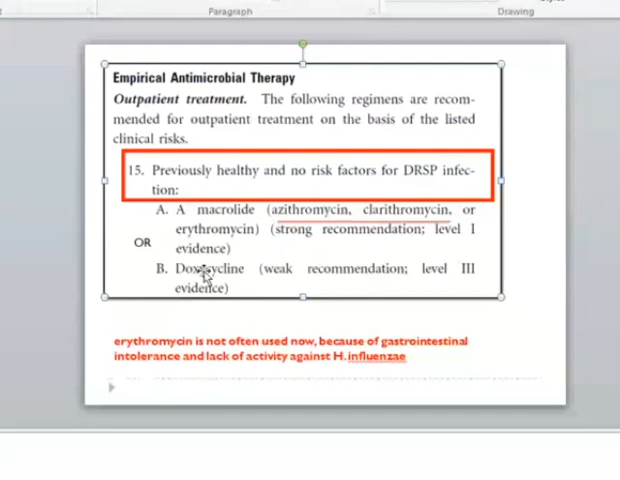 Paragraph
Drawing
Empirical Antimicrobial Therapy
Outpatient treatment. The following regimens are recom-
mended for outpatient treatment on the basis of the listed
clinical risks.
15. Previously healthy and no risk factors for DRSP infec-
tion:
A. A macrolide (azithromycin, clarithromycin, or
erythromycin) (strong recommendation; level I
evidence)
OR
B. Doxycycline (weak recommendation; level III
evidence)
erythromycin is not often used now, because of gastrointestinal
intolerance and lack of activity against H.influenzae